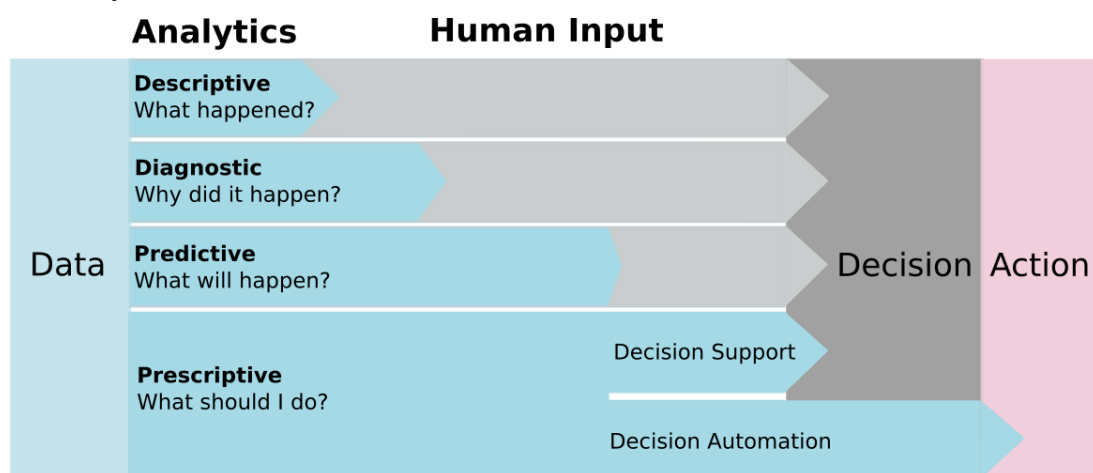 Analytics
Human Input
Descriptive
What happened?
Diagnostic
Why did it happen?
Predictive
What will happen?
Data
Decision
Action
Decision Support
Prescriptive
What should I do?
Decision Automation